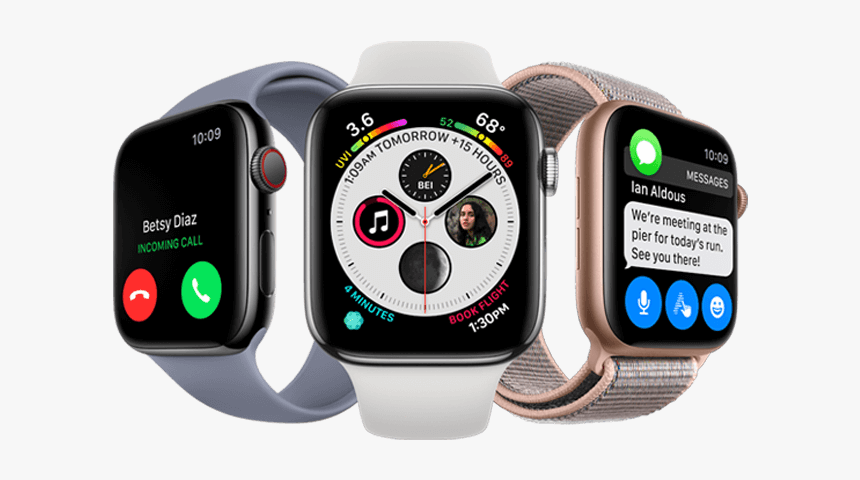 10:09
Betsy Diaz
INCOMING CALL
3.6
UVI
52
68°
89
1:09AM TOMORROW +15 HOURS
BEI
4 MINUTES
BOOK FLIGHT
1:30PM
10:09
MESSAGES
Ian Aldous
We're meeting at the
pier for today's run.
See you there!